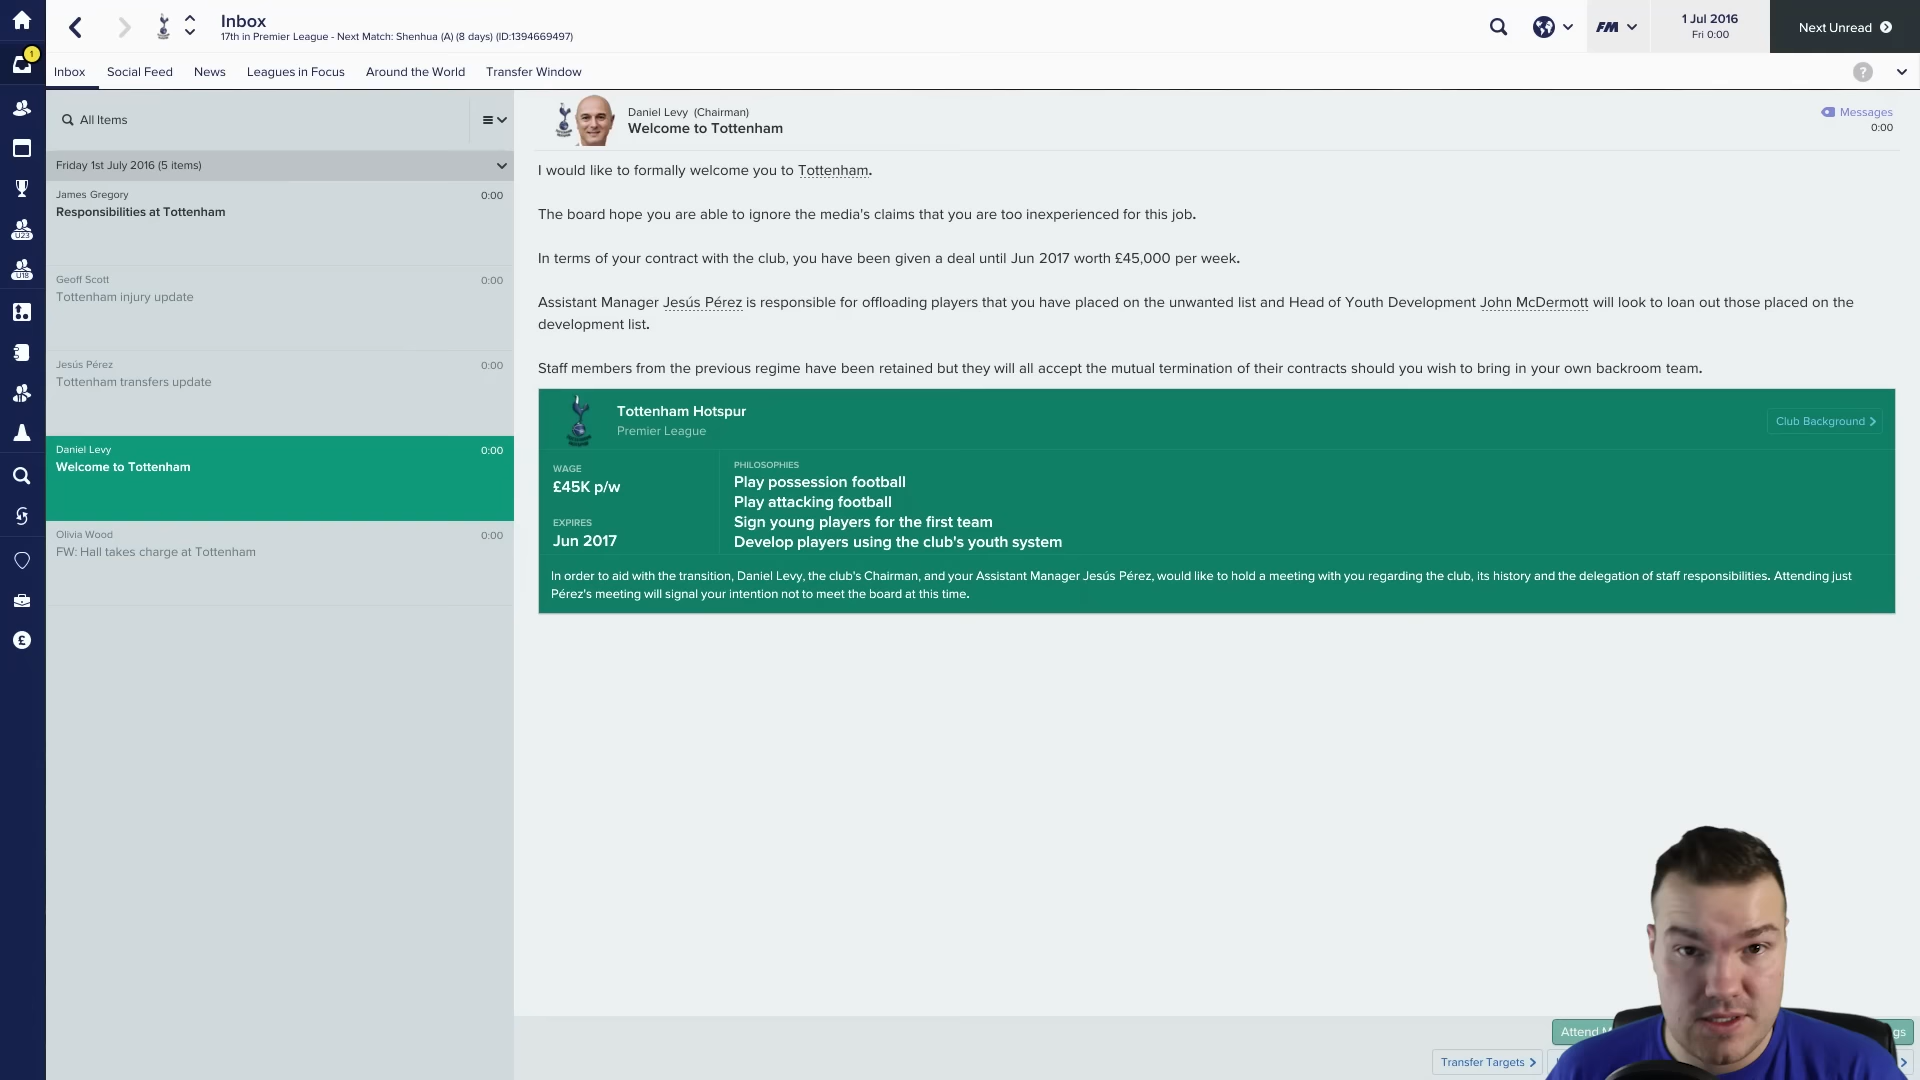 Inbox
17th in Premier League - Next Match: Shenhua (A) (8 days) (ID:1394669497)
FM
1 Jul 2016
Fri 0:00
Next Unread
1
Inbox
Social Feed
News
Leagues in Focus
Around the World
Transfer Window
?
All Items
Friday 1st July 2016 (5 items)
James Gregory
0:00
Responsibilities at Tottenham
Geoff Scott
0:00
Tottenham injury update
Jesús Pérez
0:00
Tottenham transfers update
Daniel Levy
0:00
Welcome to Tottenham
Olivia Wood
0:00
FW: Hall takes charge at Tottenham
U23
U18
£
Daniel Levy (Chairman)
Welcome to Tottenham
Messages
0:00
I would like to formally welcome you to Tottenham.
The board hope you are able to ignore the media's claims that you are too inexperienced for this job.
In terms of your contract with the club, you have been given a deal until Jun 2017 worth £45,000 per week.
Assistant Manager Jesús Pérez is responsible for offloading players that you have placed on the unwanted list and Head of Youth Development John McDermott will look to loan out those placed on the
development list.
Staff members from the previous regime have been retained but they will all accept the mutual termination of their contracts should you wish to bring in your own backroom team.
Tottenham Hotspur
Premier League
Club Background
WAGE
£45K p/w
EXPIRES
Jun 2017
PHILOSOPHIES
Play possession football
Play attacking football
Sign young players for the first team
Develop players using the club's youth system
In order to aid with the transition, Daniel Levy, the club's Chairman, and your Assistant Manager Jesús Pérez, would like to hold a meeting with you regarding the club, its history and the delegation of staff responsibilities. Attending just
Pérez's meeting will signal your intention not to meet the board at this time.
Attend
Transfer Targets